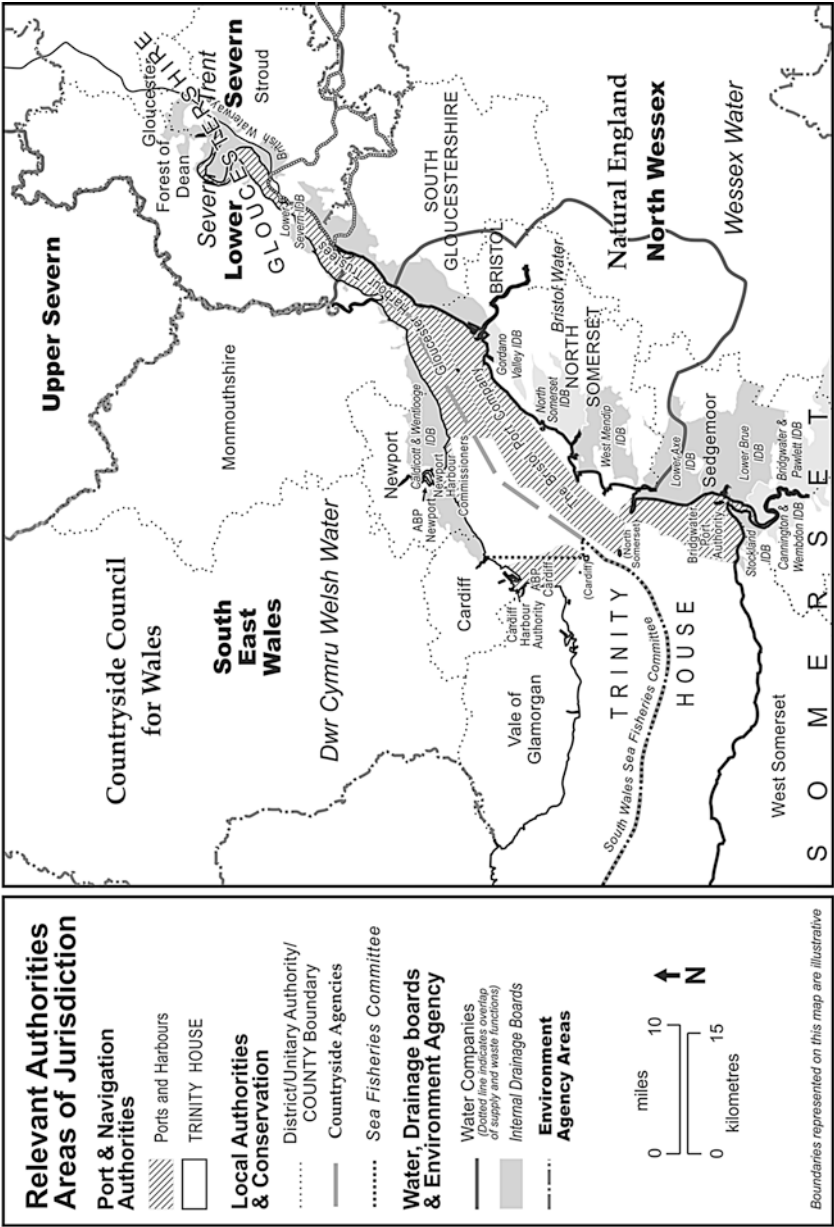 Relevant Authorities
Areas of Jurisdiction
Port & Navigation
Authorities
Ports and Harbours
TRINITY HOUSE
Local Authorities
& Conservation
District/Unitary Authority/
COUNTY Boundary
Countryside Agencies
Sea Fisheries Committee
Water, Drainage boards
& Environment Agency
Water Companies
(Dotted line indicates overlap
of supply and waste functions)
Internal Drainage Boards
Environment
Agency Areas
miles
0 10
0 15
kilometres
N
Boundaries represented on this map are illustrative
Countryside Council
for Wales
Upper Severn
South
East
Wales
Dwr Cymru Welsh Water
Monmouthshire
Forest of
Dean
Gloucester
GLOUCESTERSHIRE
Severn Trent
Lower Severn
Stroud
British Waterways
Lower
Severn IDB
Gloucester Harbour Trustees
SOUTH
GLOUCESTERSHIRE
Newport
Caldicott & Wentlooge
IDB
ABP
Newport
Newport
Harbour
Commissioners
Cardiff
Cardiff
Harbour
Authority
ABP
Cardiff
(Cardiff)
Vale of
Glamorgan
The Bristol Port Company
BRISTOL
Bristol Water
Gordano
Valley IDB
NORTH
SOMERSET
North
Somerset
IDB
West Mendip
IDB
Natural England
North Wessex
Wessex Water
TRINITY
HOUSE
South Wales Sea Fisheries Committee
(North
Somerset)
Lower Axe
IDB
Sedgemoor
Bridgwater
Port
Authority
Lower Brue
IDB
Stockland
IDB
Bridgwater &
Pawlett IDB
Cannington &
Wembdon IDB
West Somerset
SOMERSET